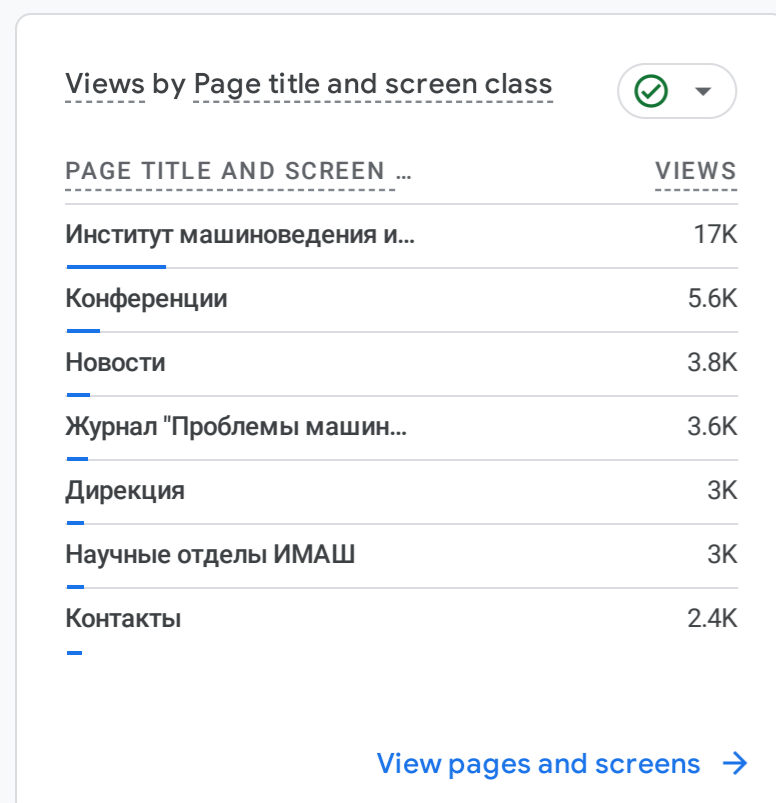 Views by Page title and screen class
PAGE TITLE AND SCREEN ...
VIEWS
Институт машиноведения и...
17K
Конференции
5.6K
Новости
3.8K
Журнал "Проблемы машин...
3.6K
Дирекция
3K
Научные отделы ИМАШ
3K
Контакты
2.4K
View pages and screens →